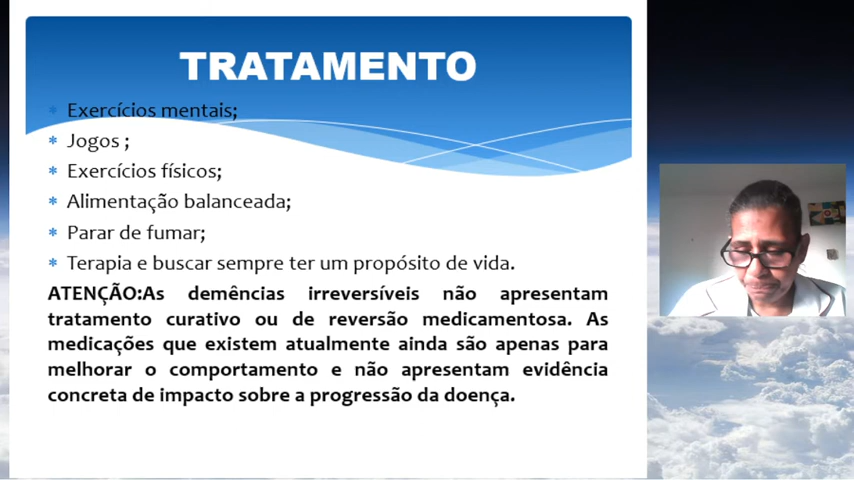 TRATAMENTO
Exercícios mentais;
Jogos ;
Exercícios físicos;
Alimentação balanceada;
Parar de fumar;
Terapia e buscar sempre ter um propósito de vida.
ATENÇÃO:As demências irreversíveis não apresentam
tratamento curativo ou de reversão medicamentosa. As
medicações que existem atualmente ainda são apenas para
melhorar o comportamento e não apresentam evidência
concreta de impacto sobre a progressão da doença.